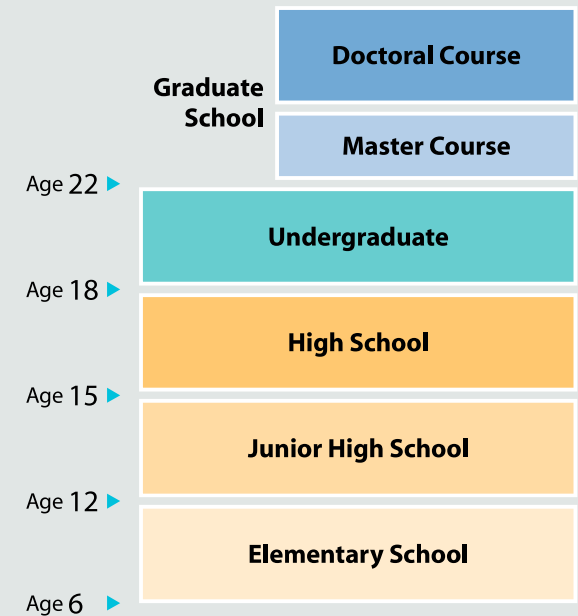 Doctoral Course
Graduate
School
Master Course
Age 22
Undergraduate
Age 18
High School
Age 15
Junior High School
Age 12
Elementary School
Age 6